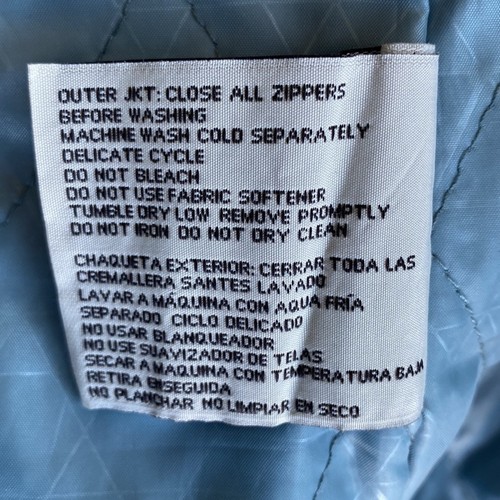 OUTER JKT: CLOSE ALL ZIPPERS
BEFORE WASHING
MACHINE WASH COLD SEPARATELY
DELICATE CYCLE
DO NOT BLEACH
DO NOT USE FABRIC SOFTENER
TUMBLE DRY LOW REMOVE PROMPTLY
DO NOT IRON DO NOT DRY CLEAN
CHAQUETA EXTERIOR: CERRAR TODA LAS
CREMALLERA SANTES LAVADO
LAVAR A MÁQUINA CON AQUA FRÍA
SEPARADO CICLO DELICADO
NO USAR BLANQUEADOR
NO USE SUAVIZADOR DE TELAS
SECAR A MAQUINA CON TEMPERATURA BAJA
RETIRA ENSEGUIDA
NO PLANCHAR NO LIMPIAR EN SECO